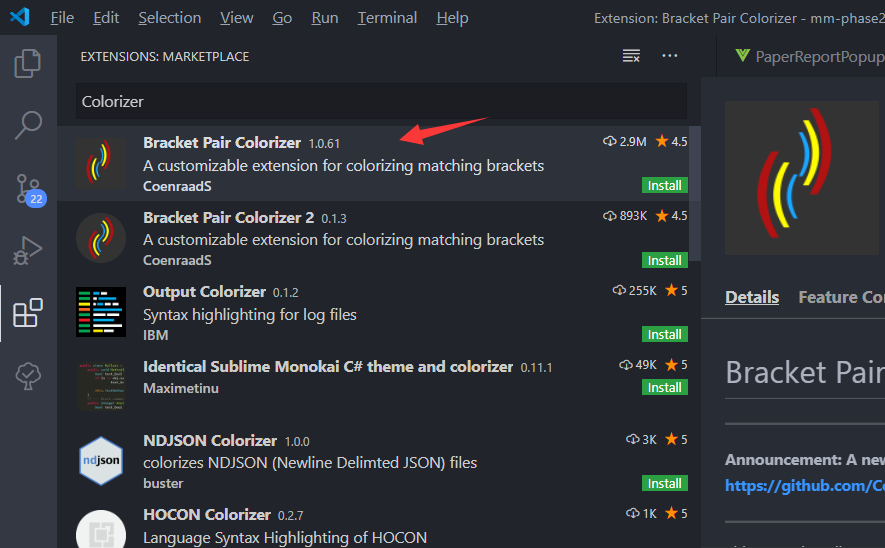 File Edit Selection View Go Run Terminal Help Extension: Bracket Pair Colorizer - mm-phase2
EXTENSIONS: MARKETPLACE
PaperReportPopup
Colorizer
Bracket Pair Colorizer 1.0.61 2.9M 4.5
A customizable extension for colorizing matching brackets
CoenraadS Install
22
Bracket Pair Colorizer 2 0.1.3 893K 4.5
A customizable extension for colorizing matching brackets
CoenraadS Install
Output Colorizer 0.1.2 255K 5
Syntax highlighting for log files
IBM Install
Identical Sublime Monokai C# theme and colorizer 0.11.1 49K 5
Maximetinu Install
NDJSON Colorizer 1.0.0 3K 5
ndjson
colorizes NDJSON (Newline Delimted JSON) files
buster Install
HOCON Colorizer 0.2.7 1K 5
Language Syntax Highlighting of HOCON
Details Feature Co
Bracket Pair
Announcement: A new
https://github.com/Co